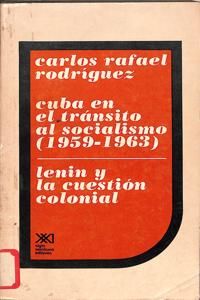 carlos rafael
rodríguez
cuba en
el tránsito
al socialismo
(1959-1963)
lenin y
la cuestión
colonial
siglo
veintiuno
editores